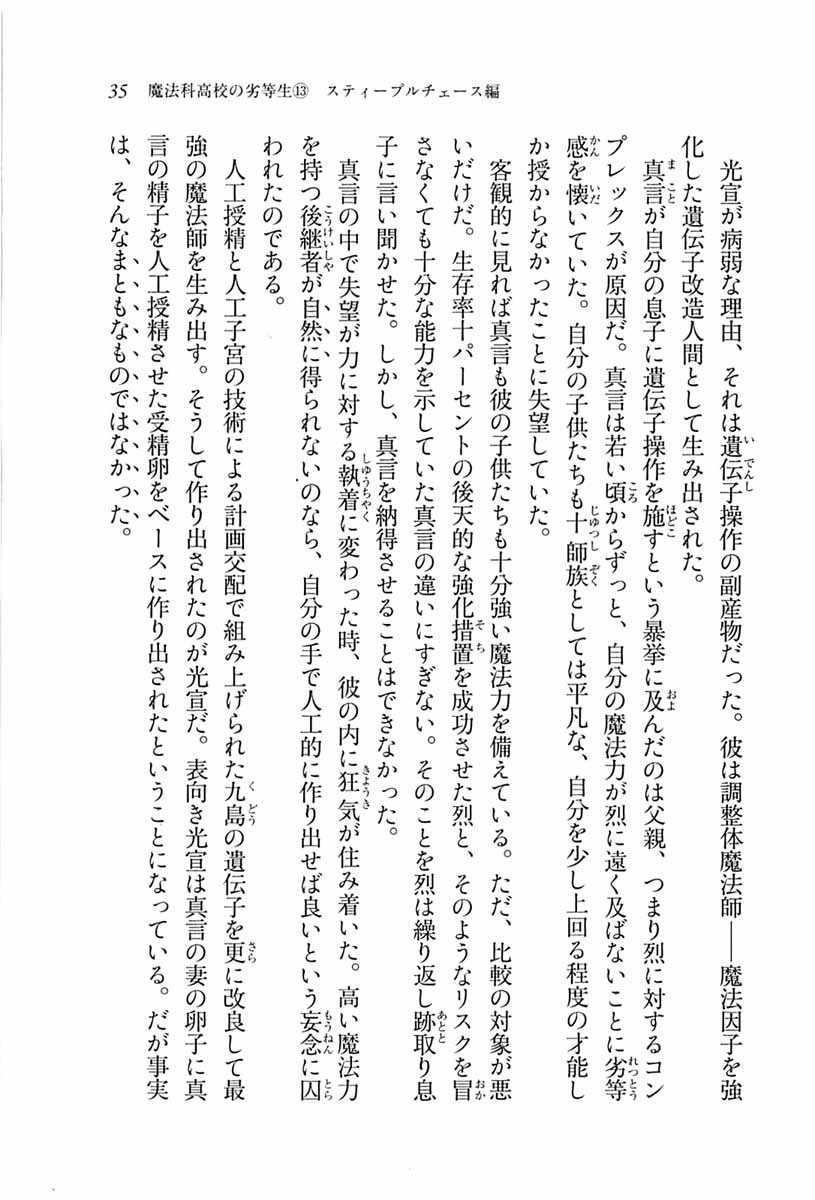 35　魔法科高校の劣等生⑬　スティープルチェース編
　光宣が病弱な理由、それは遺伝子操作の副産物だった。彼は調整体魔法師――魔法因子を強
化した遺伝子改造人間として生み出された。
　真言が自分の息子に遺伝子操作を施すという暴挙に及んだのは父親、つまり烈に対するコン
プレックスが原因だ。真言は若い頃からずっと、自分の魔法力が烈に遠く及ばないことに劣等
感を懐いていた。自分の子供たちも十師族としては平凡な、自分を少し上回る程度の才能し
か授からなかったことに失望していた。
　客観的に見れば真言も彼の子供たちも十分強い魔法力を備えている。ただ、比較の対象が悪
いだけだ。生存率十パーセントの後天的な強化措置を成功させた烈と、そのようなリスクを冒
さなくても十分な能力を示していた真言の違いにすぎない。そのことを烈は繰り返し跡取り息
子に言い聞かせた。しかし、真言を納得させることはできなかった。
　真言の中で失望が力に対する執着に変わった時、彼の内に狂気が住み着いた。高い魔法力
を持つ後継者が自然に得られないのなら、自分の手で人工的に作り出せば良いという妄念に囚
われたのである。
　人工授精と人工子宮の技術による計画交配で組み上げられた九島の遺伝子を更に改良して最
強の魔法師を生み出す。そうして作り出されたのが光宣だ。表向き光宣は真言の妻の卵子に真
言の精子を人工授精させた受精卵をベースに作り出されたということになっている。だが事実
は、そんなまともなものではなかった。